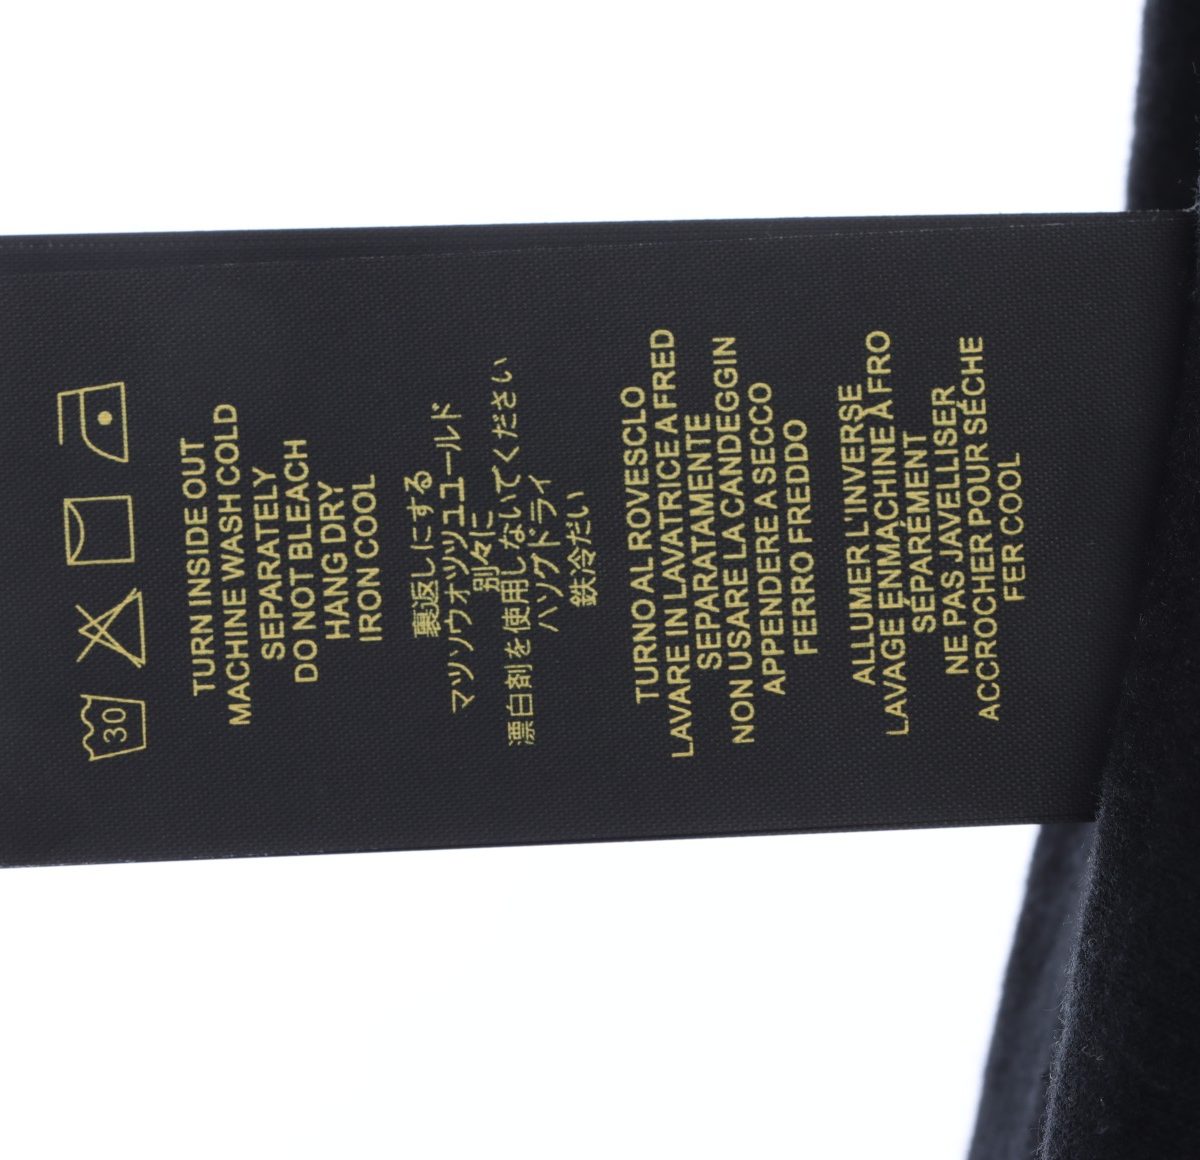 30
TURN INSIDE OUT
MACHINE WASH COLD
SEPARATELY
DO NOT BLEACH
HANG DRY
IRON COOL
裏返しにする
マツソウオツツユユールド
別々に
漂白剤を使用しないでください
ハソグドライ
鉄冷だい
TURNO AL ROVESCLO
LAVARE IN LAVATRICE A FRED
SEPARATAMENTE
NON USARE LA CANDEGGIN
APPENDERE A SECCO
FERRO FREDDO
ALLUMER L'INVERSE
LAVAGE ENMACHINE À FRO
SÉPARÉMENT
NE PAS JAVELLISER
ACCROCHER POUR SÉCHE
FER COOL